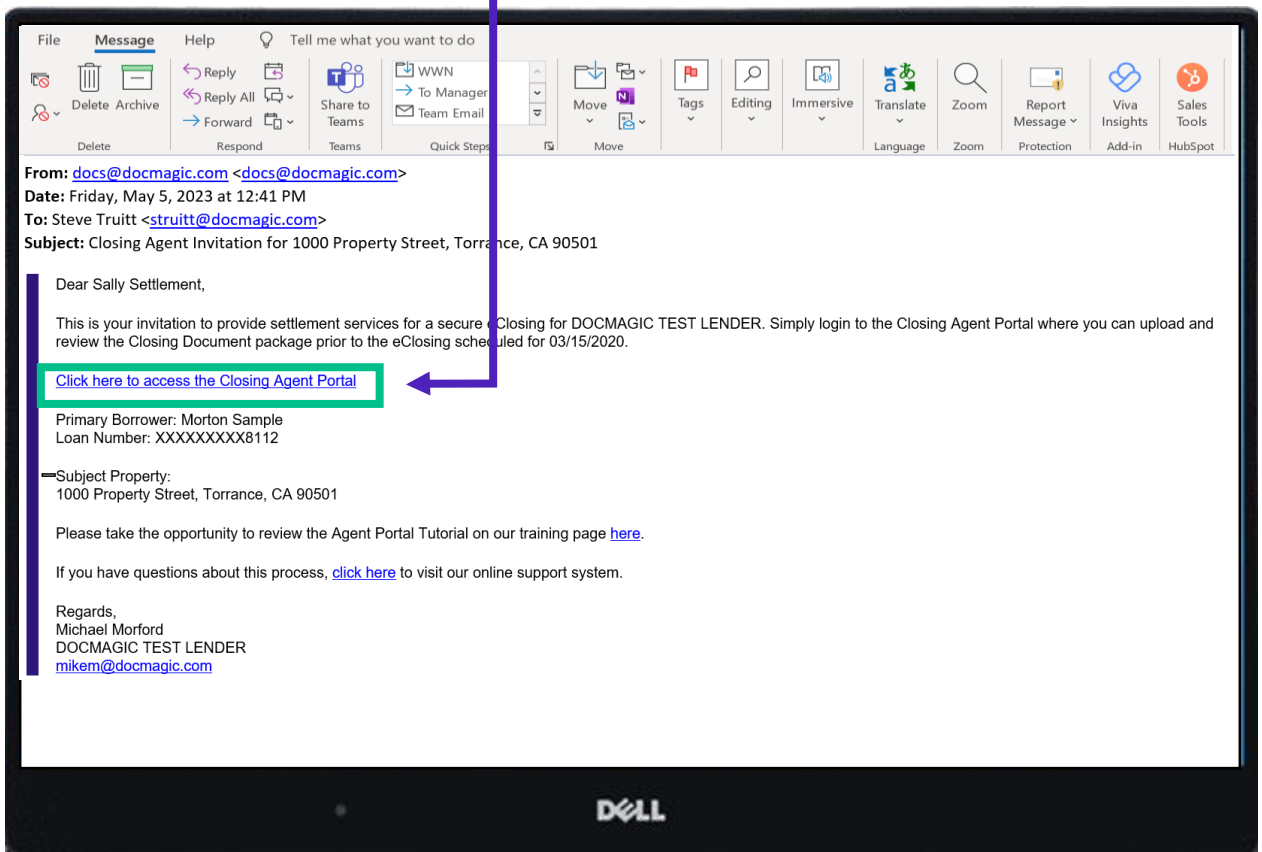 File Message Help Tell me what you want to do
Delete Archive
Reply
Reply All
Forward
Share to
Teams
WWN
To Manager
Team Email
Move
Tags
Editing
Immersive
Translate
Zoom
Report
Message
Viva
Insights
Sales
Tools
Delete Respond Teams Quick Steps Move Language Zoom Protection Add-in HubSpot
From: docs@docmagic.com <docs@docmagic.com>
Date: Friday, May 5, 2023 at 12:41 PM
To: Steve Truitt <struitt@docmagic.com>
Subject: Closing Agent Invitation for 1000 Property Street, Torrance, CA 90501
Dear Sally Settlement,
This is your invitation to provide settlement services for a secure eClosing for DOCMAGIC TEST LENDER. Simply login to the Closing Agent Portal where you can upload and
review the Closing Document package prior to the eClosing scheduled for 03/15/2020.
Click here to access the Closing Agent Portal
Primary Borrower: Morton Sample
Loan Number: XXXXXXXXX8112
Subject Property:
1000 Property Street, Torrance, CA 90501
Please take the opportunity to review the Agent Portal Tutorial on our training page here.
If you have questions about this process, click here to visit our online support system.
Regards,
Michael Morford
DOCMAGIC TEST LENDER
mikem@docmagic.com
DELL